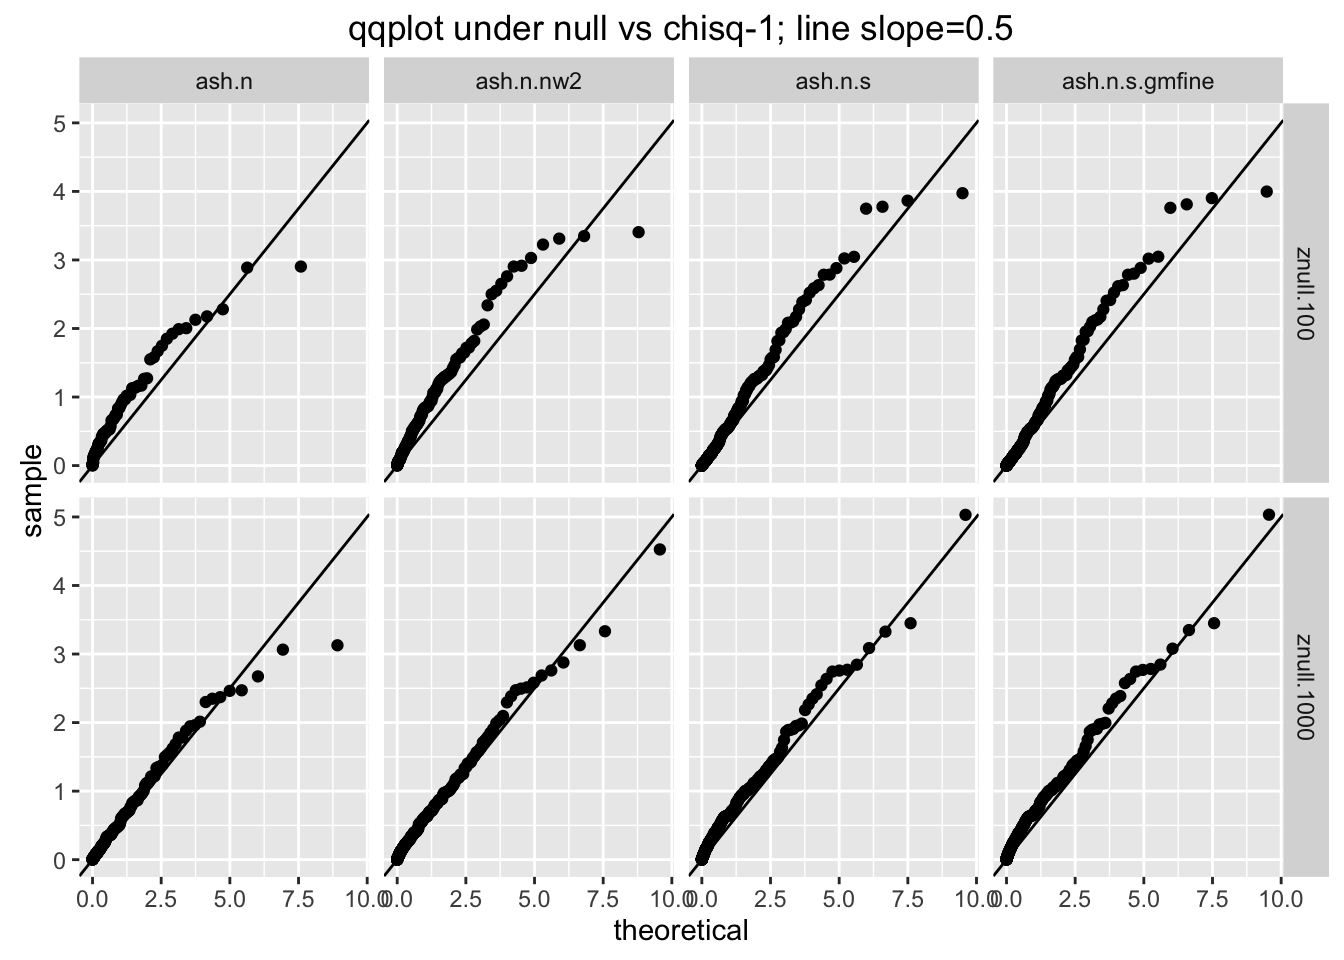 qqplot under null vs chisq-1; line slope=0.5
ash.n ash.n.nw2 ash.n.s ash.n.s.gmfine
5
4
3
2
1
0
znull.100
sample
5
4
3
2
1
0
znull.1000
0.0 2.5 5.0 7.5 10.0 0.0 2.5 5.0 7.5 10.0 0.0 2.5 5.0 7.5 10.0 0.0 2.5 5.0 7.5 10.0
theoretical